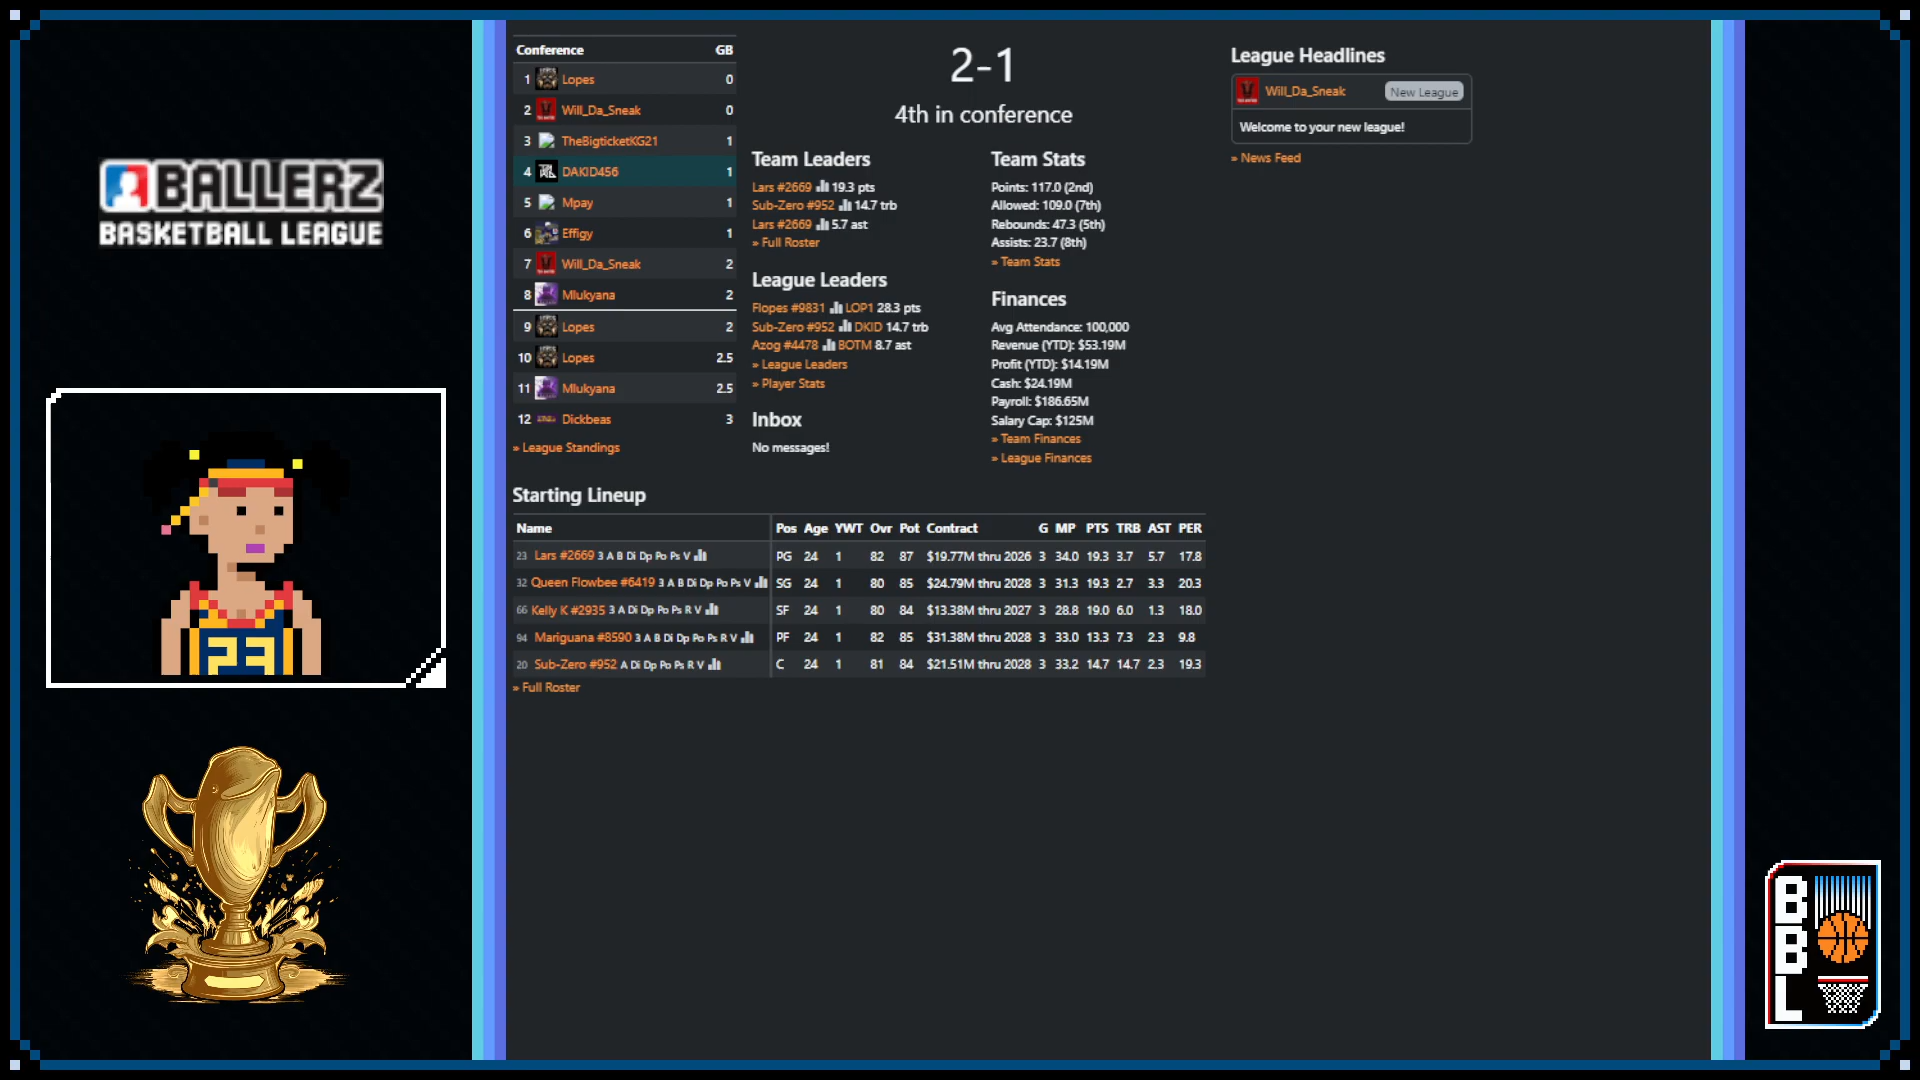 BALLERZ
BASKETBALL LEAGUE
23
Conference GB
1 Lopes 0
2 Will_Da_Sneak 0
3 TheBigticketKG21 1
4 DAKID456 1
5 Mpay 1
6 Effigy 1
7 Will_Da_Sneak 2
8 Mlukyana 2
9 Lopes 2
10 Lopes 2.5
11 Mlukyana 2.5
12 Dickbeas 3
» League Standings
2-1
4th in conference
Team Leaders
Lars #2669 19.3 pts
Sub-Zero #952 14.7 trb
Lars #2669 5.7 ast
» Full Roster
League Leaders
Flopes #9831 LOP1 28.3 pts
Sub-Zero #952 DKID 14.7 trb
Azog #4478 BOTM 8.7 ast
» League Leaders
» Player Stats
Inbox
No messages!
Team Stats
Points: 117.0 (2nd)
Allowed: 109.0 (7th)
Rebounds: 47.3 (5th)
Assists: 23.7 (8th)
» Team Stats
Finances
Avg Attendance: 100,000
Revenue (YTD): $53.19M
Profit (YTD): $14.19M
Cash: $24.19M
Payroll: $186.65M
Salary Cap: $125M
» Team Finances
» League Finances
League Headlines
Will_Da_Sneak New League
Welcome to your new league!
» News Feed
Starting Lineup
Name Pos Age YWT Ovr Pot Contract G MP PTS TRB AST PER
23 Lars #2669 3 A B Di Dp Po Ps V PG 24 1 82 87 $19.77M thru 2026 3 34.0 19.3 3.7 5.7 17.8
32 Queen Flowbee #6419 3 A B Di Dp Po Ps V SG 24 1 80 85 $24.79M thru 2028 3 31.3 19.3 2.7 3.3 20.3
66 Kelly K #2935 3 A Di Dp Po Ps R V SF 24 1 80 84 $13.38M thru 2027 3 28.8 19.0 6.0 1.3 18.0
94 Mariguana #8590 3 A B Di Dp Po Ps R V PF 24 1 82 85 $31.38M thru 2028 3 33.0 13.3 7.3 2.3 9.8
20 Sub-Zero #952 A Di Dp Po Ps R V C 24 1 81 84 $21.51M thru 2028 3 33.2 14.7 14.7 2.3 19.3
» Full Roster
BBL